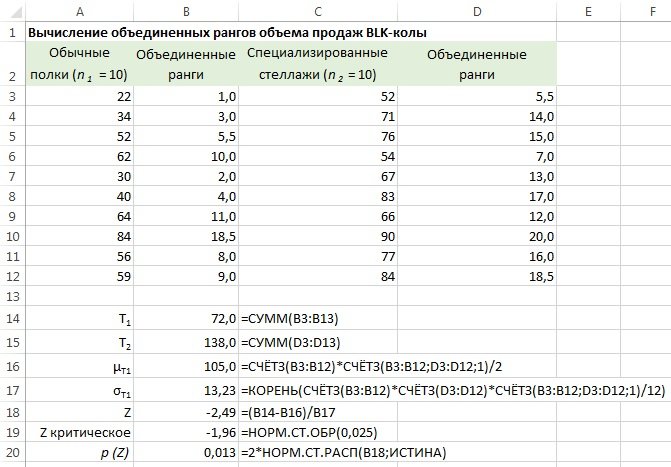 A B C D E F
1 Вычисление объединенных рангов объема продаж BLK-колы
Обычные Объединенные Специализированные Объединенные
2 полки (n 1 = 10) ранги стеллажи (n 2 = 10) ранги
3 22 1,0 52 5,5
4 34 3,0 71 14,0
5 52 5,5 76 15,0
6 62 10,0 54 7,0
7 30 2,0 67 13,0
8 40 4,0 83 17,0
9 64 11,0 66 12,0
10 84 18,5 90 20,0
11 56 8,0 77 16,0
12 59 9,0 84 18,5
13
14 T1 72,0 =СУММ(B3:B13)
15 T2 138,0 =СУММ(D3:D13)
16 μT1 105,0 =СЧЁТЗ(B3:B12)*СЧЁТЗ(B3:B12;D3:D12;1)/2
17 σT1 13,23 =КОРЕНЬ(СЧЁТЗ(B3:B12)*СЧЁТЗ(D3:D12)*СЧЁТЗ(B3:B12;D3:D12;1)/12)
18 Z -2,49 =(B14-B16)/B17
19 Z критическое -1,96 =НОРМ.СТ.ОБР(0,025)
20 p (Z) 0,013 =2*НОРМ.СТ.РАСП(B18;ИСТИНА)